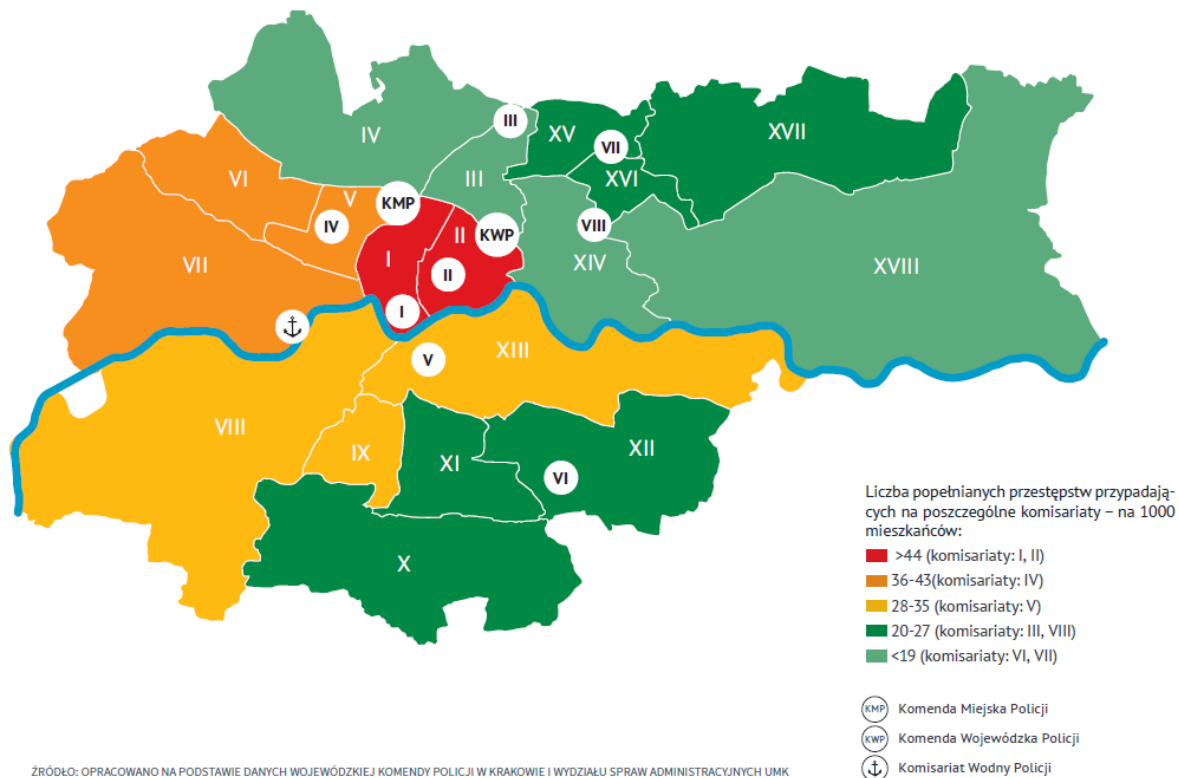 IV
III
XV
VII
XVII
VI
III
XVI
V
KMP
IV
II
KWP
VIII
VII
I
II
XIV
XVIII
I
V
XIII
VIII
IX
XI
XII
VI
X
Liczba popełnianych przestępstw przypadają-
cych na poszczególne komisariaty – na 1000
mieszkańców:
>44 (komisariaty: I, II)
36-43(komisariaty: IV)
28-35 (komisariaty: V)
20-27 (komisariaty: III, VIII)
<19 (komisariaty: VI, VII)
KMP Komenda Miejska Policji
KWP Komenda Wojewódzka Policji
Komisariat Wodny Policji
ŹRÓDŁO: OPRACOWANO NA PODSTAWIE DANYCH WOJEWÓDZKIEJ KOMENDY POLICJI W KRAKOWIE I WYDZIAŁU SPRAW ADMINISTRACYJNYCH UMK